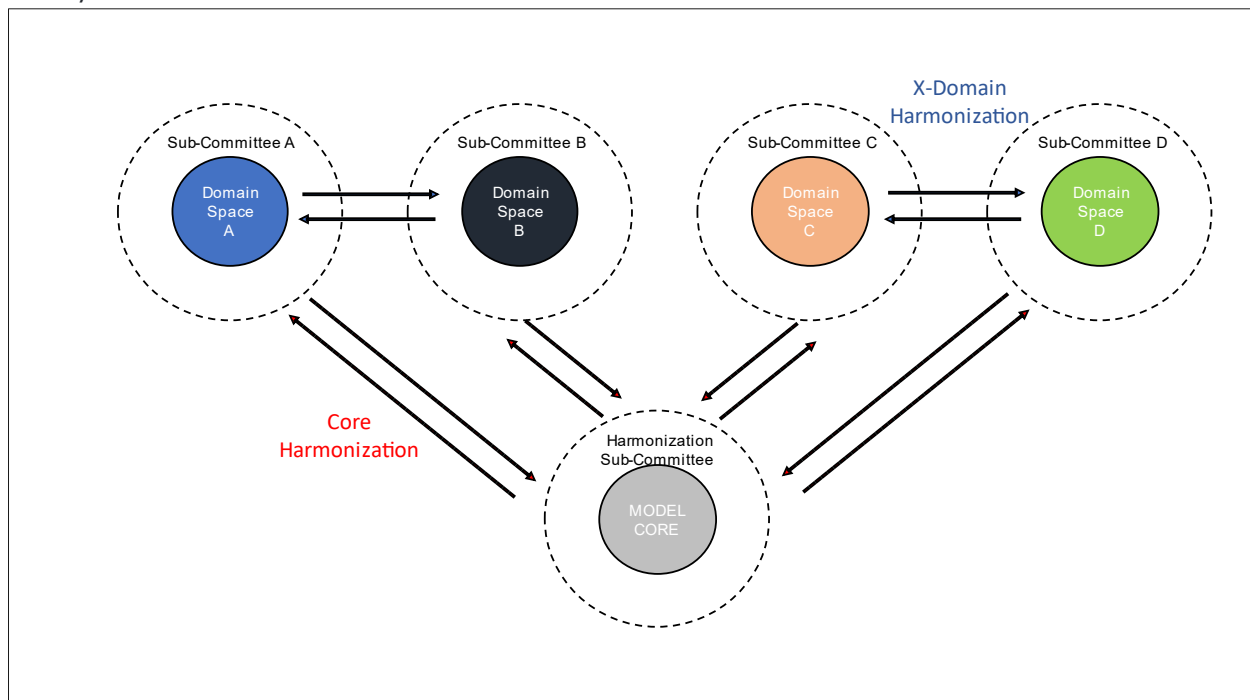 X-Domain
Harmonization
Sub-Committee A
Sub-Committee B
Sub-Committee C
Sub-Committee D
Domain
Space
A
Domain
Space
B
Domain
Space
C
Domain
Space
D
Core
Harmonization
Harmonization
Sub-Committee
MODEL
CORE